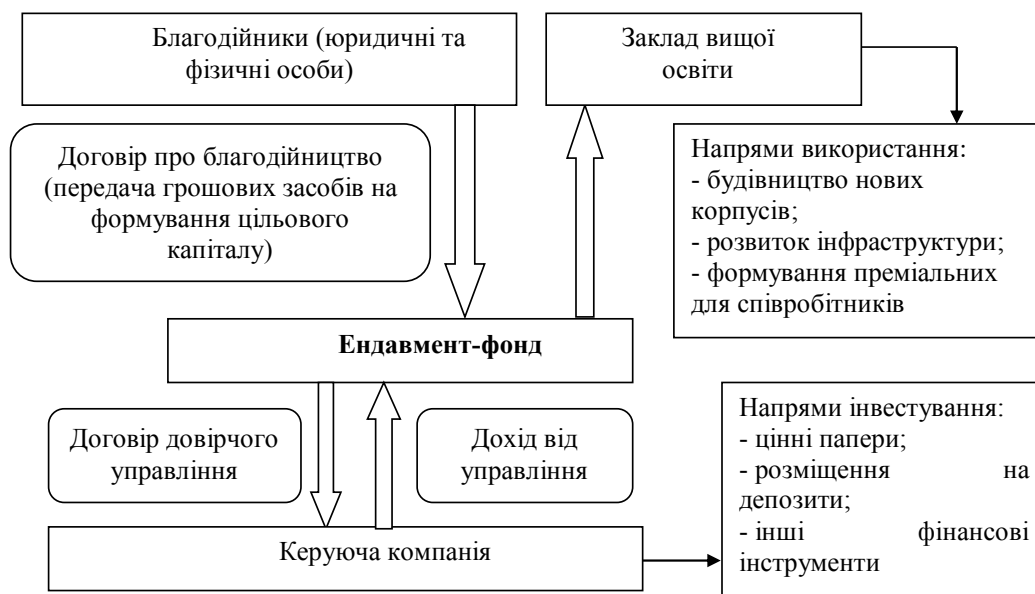 Благодійники (юридичні та
фізичні особи)
Заклад вищої
освіти
Договір про благодійництво
(передача грошових засобів на
формування цільового
капіталу)
Напрями використання:
- будівництво нових
корпусів;
- розвиток інфраструктури;
- формування преміальних
для співробітників
Ендавмент-фонд
Договір довірчого
управління
Дохід від
управління
Напрями інвестування:
- цінні папери;
- розміщення на
депозити;
- інші фінансові
інструменти
Керуюча компанія